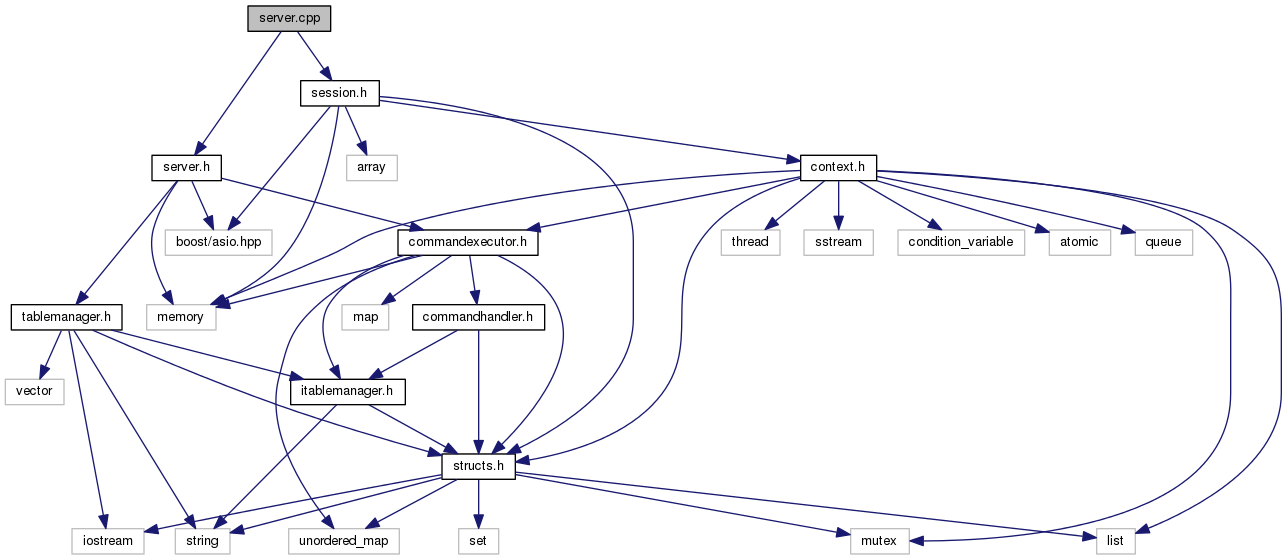 server.cpp
session.h
server.h
array
context.h
boost/asio.hpp
commandexecutor.h
thread
sstream
condition_variable
atomic
queue
tablemanager.h
memory
map
commandhandler.h
vector
itablemanager.h
structs.h
iostream
string
unordered_map
set
mutex
list